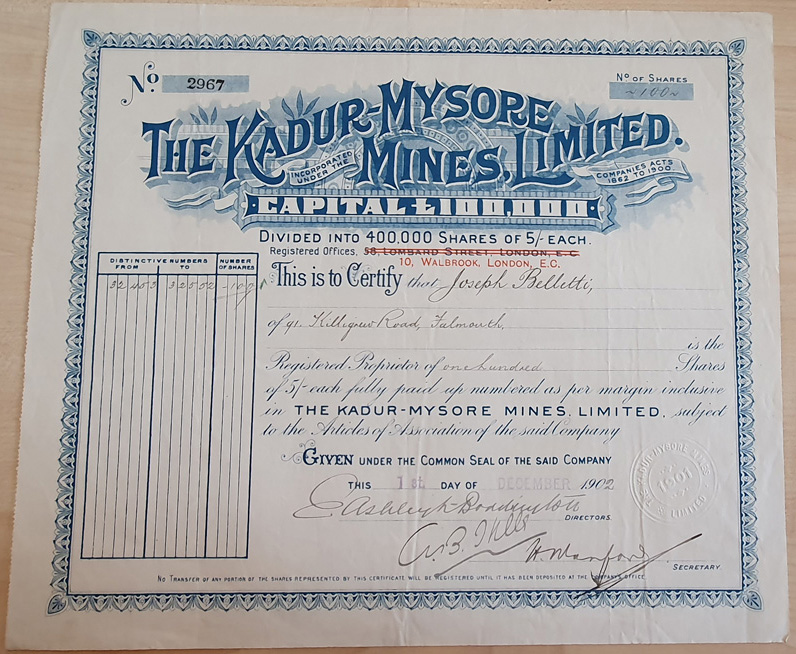 No. 2967
No OF SHARES
~100~
THE KADUR-MYSORE
MINES, LIMITED.
INCORPORATED UNDER THE
COMPANIES ACTS 1862 TO 1900
CAPITAL £100,000
DIVIDED INTO 400,000 SHARES OF 5/- EACH.
Registered Offices, 58, LOMBARD STREET, LONDON, E.C.
10, WALBROOK, LONDON, E.C.
DISTINCTIVE NUMBERS
FROM TO
NUMBER OF SHARES
32403 32502 100
This is to Certify that Joseph Belletti,
of 91. Killigrew Road, Falmouth,
is the
Registered Proprietor of one hundred Shares
of 5/- each fully paid up numbered as per margin inclusive
in THE KADUR-MYSORE MINES, LIMITED, subject
to the Articles of Association of the said Company
GIVEN UNDER THE COMMON SEAL OF THE SAID COMPANY
THIS 1st DAY OF DECEMBER 1902
E Ashleigh Boddington
DIRECTORS.
SECRETARY.
1901
LIMITED
No TRANSFER OF ANY PORTION OF THE SHARES REPRESENTED BY THIS CERTIFICATE WILL BE REGISTERED UNTIL IT HAS BEEN DEPOSITED AT THE COMPANY'S OFFICE.